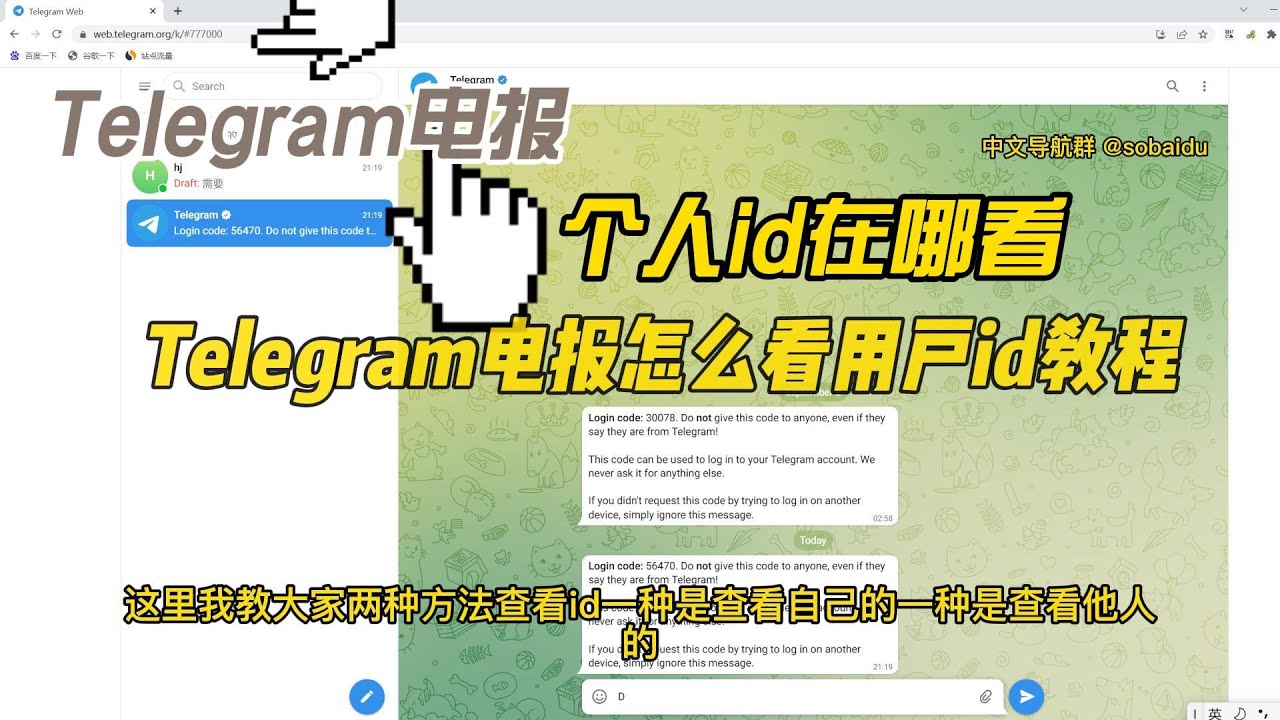 Telegram Web
web.telegram.org/k/#777000
百度一下 谷歌一下 站点流量
Search
Telegram
Telegram电报
的
中文导航群 @sobaidu
hj 21:19
H
Draft: 需要
Telegram 21:19
Login code: 56470. Do not give this code t...
个人id在哪看
Telegram电报怎么看用户id教程
Login code: 30078. Do not give this code to anyone, even if they
say they are from Telegram!
This code can be used to log in to your Telegram account. We
never ask it for anything else.
If you didn't request this code by trying to log in on another
device, simply ignore this message.
02:58
Today
Login code: 56470. Do not give this code to anyone, even if they
say they are from Telegram!
这里我教大家两种方法查看id一种是查看自己的一种是查看他人
的
never ask it for anything else.
If you didn't request this code by trying to log in on another
device, simply ignore this message.
21:19
D
英